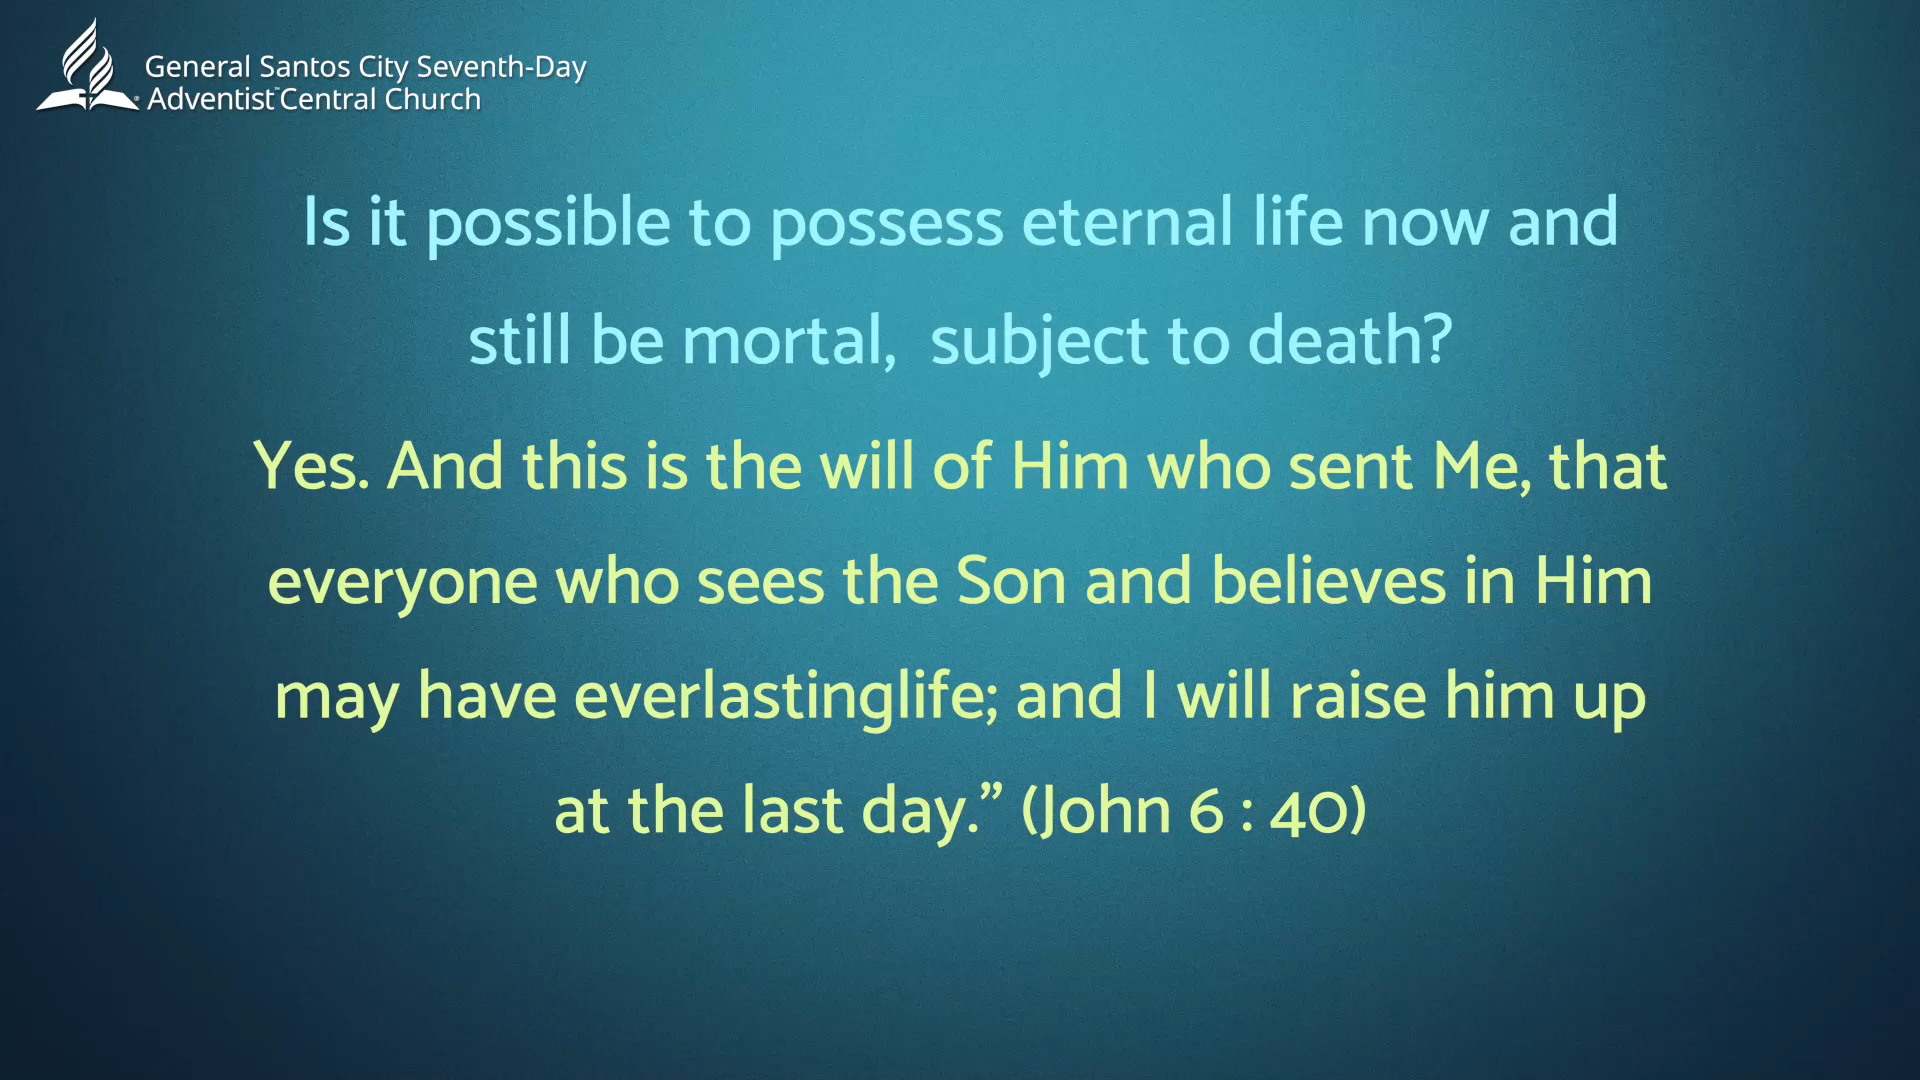 General Santos City Seventh-Day
Adventist™Central Church
Is it possible to possess eternal life now and
still be mortal,  subject to death?
Yes. And this is the will of Him who sent Me, that
everyone who sees the Son and believes in Him
may have everlastinglife; and I will raise him up
at the last day.” (John 6 : 40)